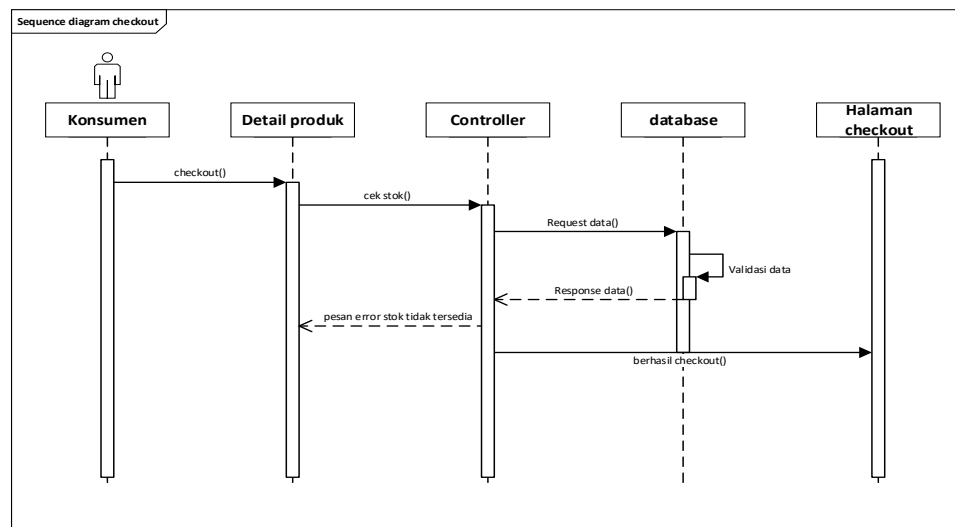 Sequence diagram checkout
Konsumen
Detail produk
Controller
database
Halaman
checkout
checkout()
cek stok()
Request data()
Validasi data
Response data()
pesan error stok tidak tersedia
berhasil checkout()